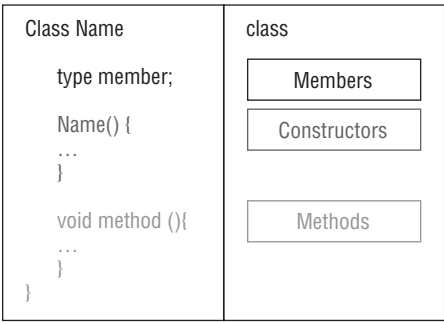 Class Name
type member;
Name() {
...
}
void method (){
...
}
}
class
Members
Constructors
Methods